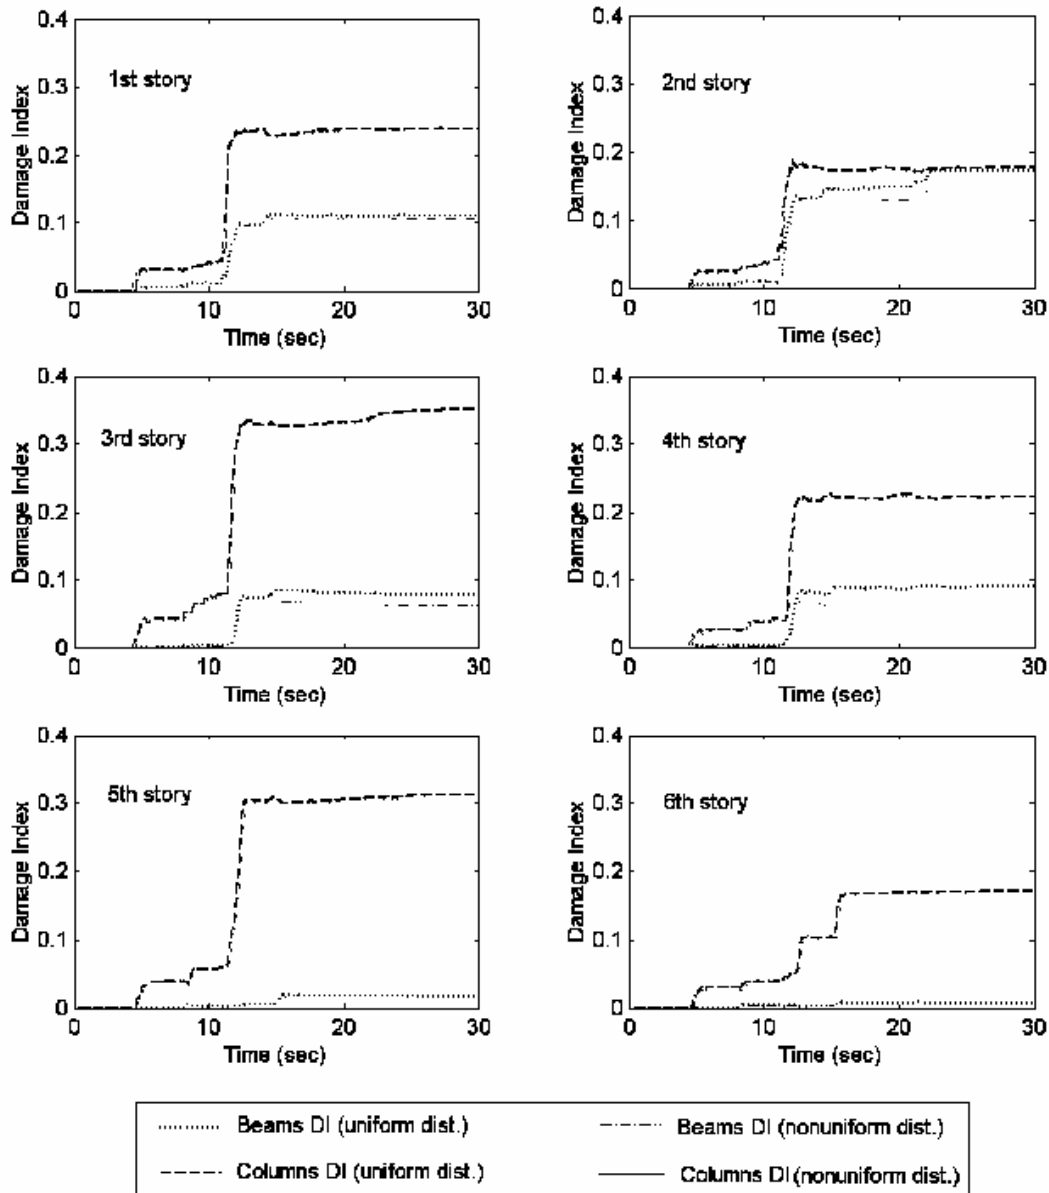 0.4
0.3
0.2
0.1
0
Damage Index
1st story
0 10 20 30
Time (sec)
0.4
0.3
0.2
0.1
0
Damage Index
2nd story
0 10 20 30
Time (sec)
0.4
0.3
0.2
0.1
0
Damage Index
3rd story
0 10 20 30
Time (sec)
0.4
0.3
0.2
0.1
0
Damage Index
4th story
0 10 20 30
Time (sec)
0.4
0.3
0.2
0.1
0
Damage Index
5th story
0 10 20 30
Time (sec)
0.4
0.3
0.2
0.1
0
Damage Index
6th story
0 10 20 30
Time (sec)
Beams DI (uniform dist.)
Beams DI (nonuniform dist.)
Columns DI (uniform dist.)
Columns DI (nonuniform dist.)